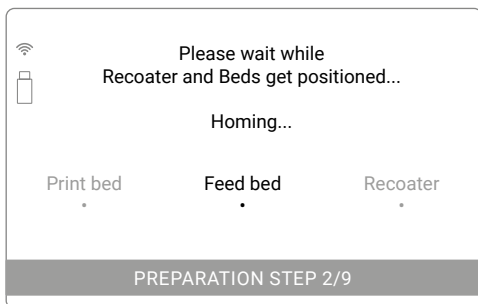 Please wait while
Recoater and Beds get positioned...
Homing...
Print bed Feed bed Recoater
PREPARATION STEP 2/9